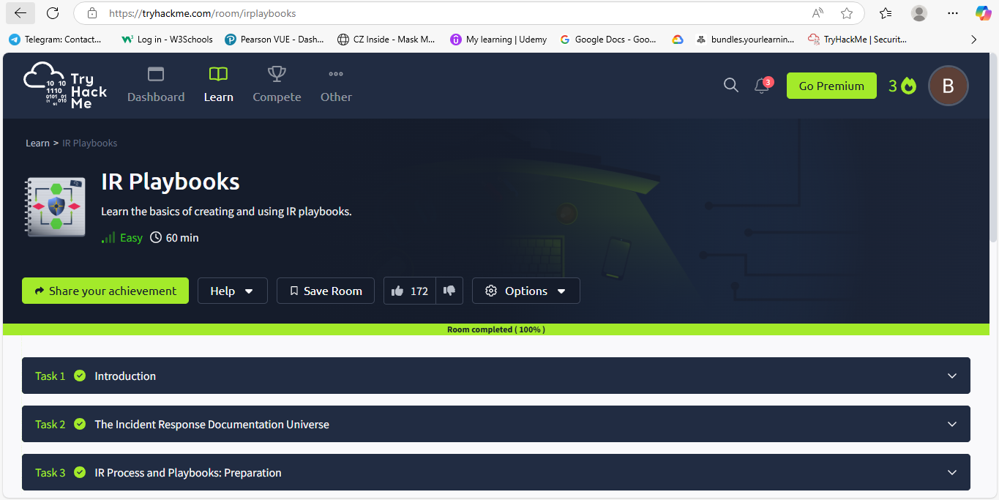 https://tryhackme.com/room/irplaybooks
Telegram: Contact... Log in - W3Schools Pearson VUE - Dash... CZ Inside - Mask M... My learning | Udemy Google Docs - Goo... bundles.yourlearnin... TryHackMe | Securit...
Try
Hack
Me
10 10
1110
0101 01
01 010
Dashboard Learn Compete Other
3
Go Premium 3 B
Learn > IR Playbooks
IR Playbooks
Learn the basics of creating and using IR playbooks.
Easy 60 min
Share your achievement Help Save Room 172 Options
Room completed ( 100% )
Task 1 Introduction
Task 2 The Incident Response Documentation Universe
Task 3 IR Process and Playbooks: Preparation